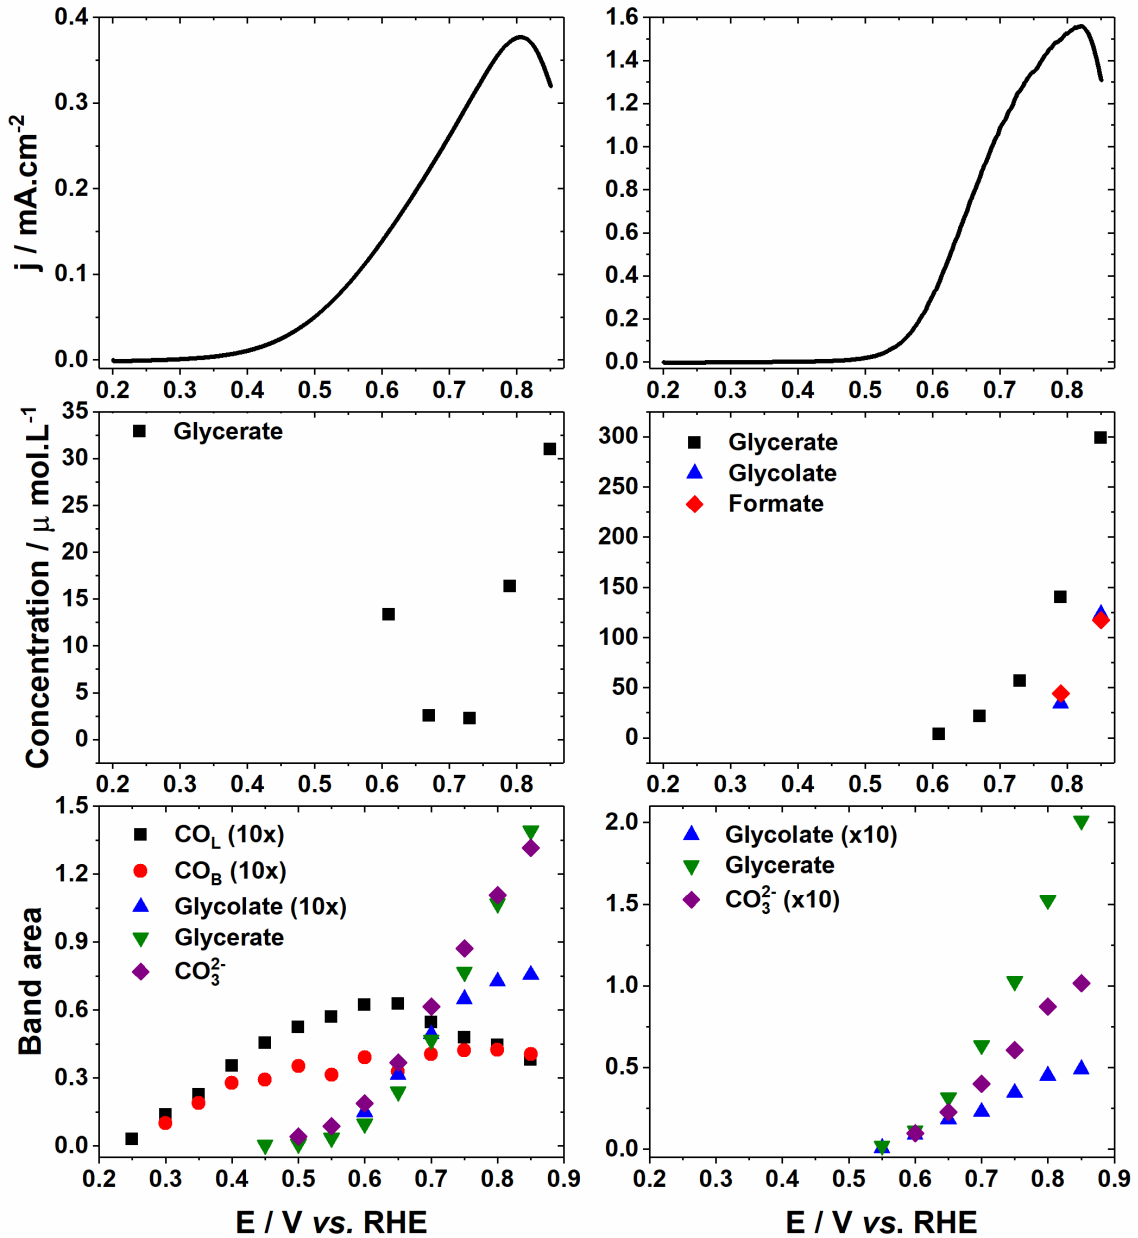 j / mA.cm-2
0.4
0.3
0.2
0.1
0.0
0.2 0.3 0.4 0.5 0.6 0.7 0.8
1.6
1.4
1.2
1.0
0.8
0.6
0.4
0.2
0.0
0.2 0.3 0.4 0.5 0.6 0.7 0.8
Concentration / μ mol.L-1
35
30
25
20
15
10
5
0
Glycerate
0.2 0.3 0.4 0.5 0.6 0.7 0.8
300
250
200
150
100
50
0
Glycerate
Glycolate
Formate
0.2 0.3 0.4 0.5 0.6 0.7 0.8
Band area
1.5
1.2
0.9
0.6
0.3
0.0
COL (10x)
COB (10x)
Glycolate (10x)
Glycerate
CO32-
0.2 0.3 0.4 0.5 0.6 0.7 0.8 0.9
E / V vs. RHE
2.0
1.5
1.0
0.5
0.0
Glycolate (x10)
Glycerate
CO32- (x10)
0.2 0.3 0.4 0.5 0.6 0.7 0.8 0.9
E / V vs. RHE